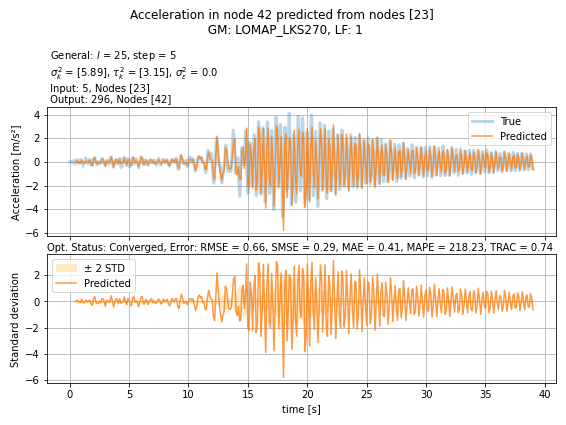 Acceleration in node 42 predicted from nodes [23]
GM: LOMAP_LKS270, LF: 1
General: l = 25, step = 5
σ²ₖ = [5.89], τ²ₖ = [3.15], σ²ε = 0.0
Input: 5, Nodes [23]
Output: 296, Nodes [42]
Acceleration [m/s²]
4
2
0
−2
−4
−6
True
Predicted
Opt. Status: Converged, Error: RMSE = 0.66, SMSE = 0.29, MAE = 0.41, MAPE = 218.23, TRAC = 0.74
Standard deviation
2
0
−2
−4
−6
± 2 STD
Predicted
0 5 10 15 20 25 30 35 40
time [s]